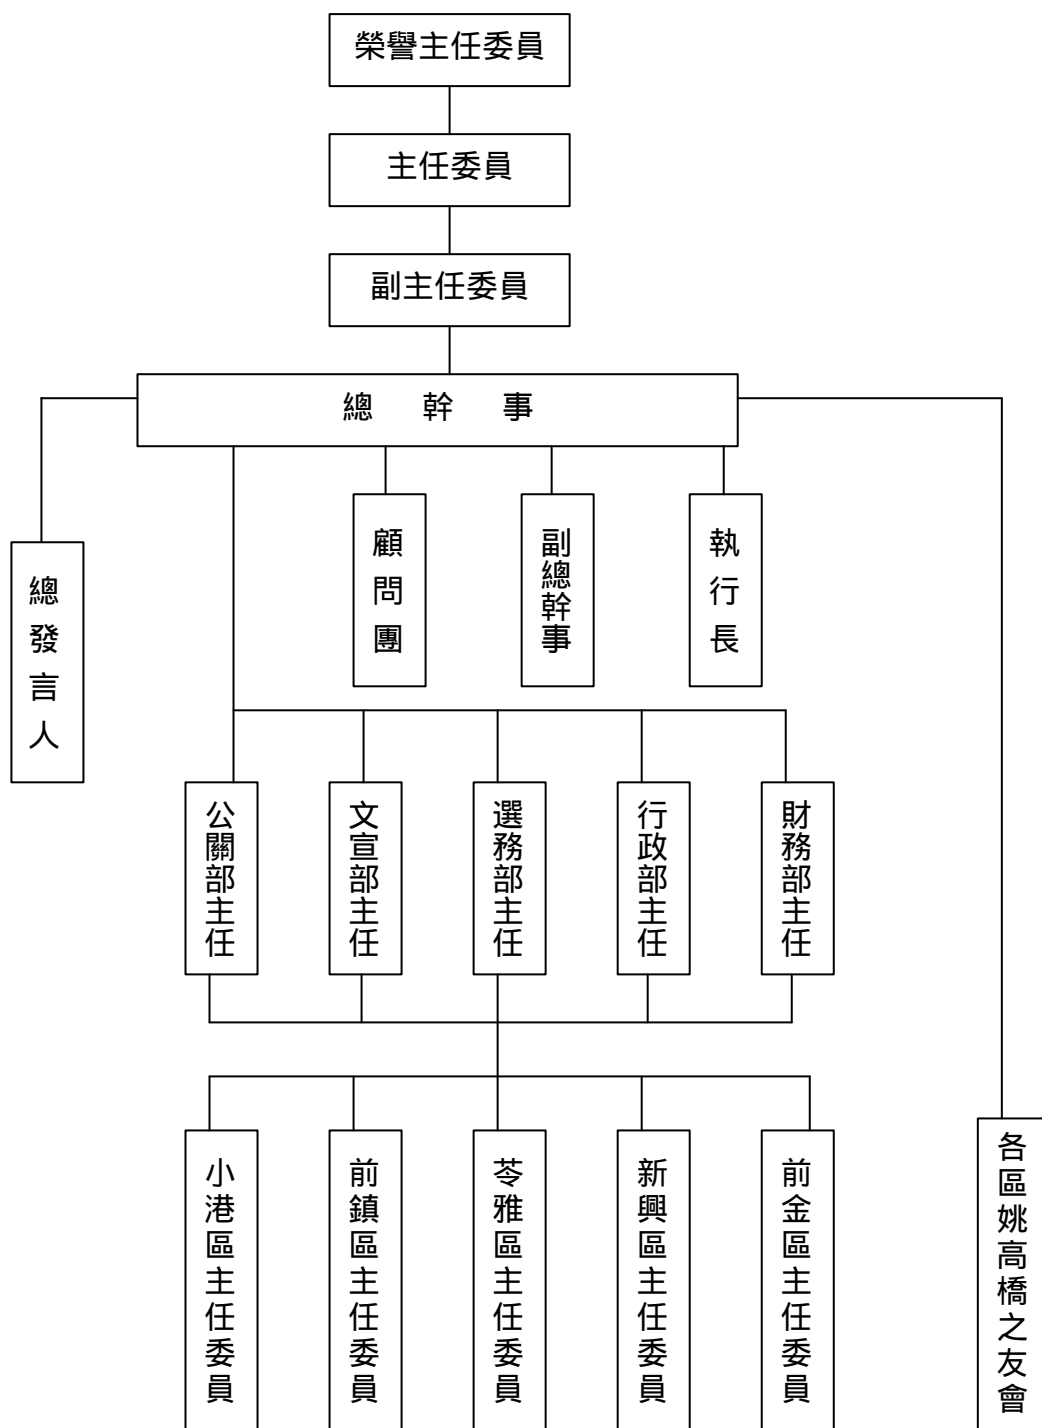 榮譽主任委員
主任委員
副主任委員
總幹事
總發言人
顧問團
副總幹事
執行長
公關部主任
文宣部主任
選務部主任
行政部主任
財務部主任
小港區主任委員
前鎮區主任委員
苓雅區主任委員
新興區主任委員
前金區主任委員
各區姚高橋之友會